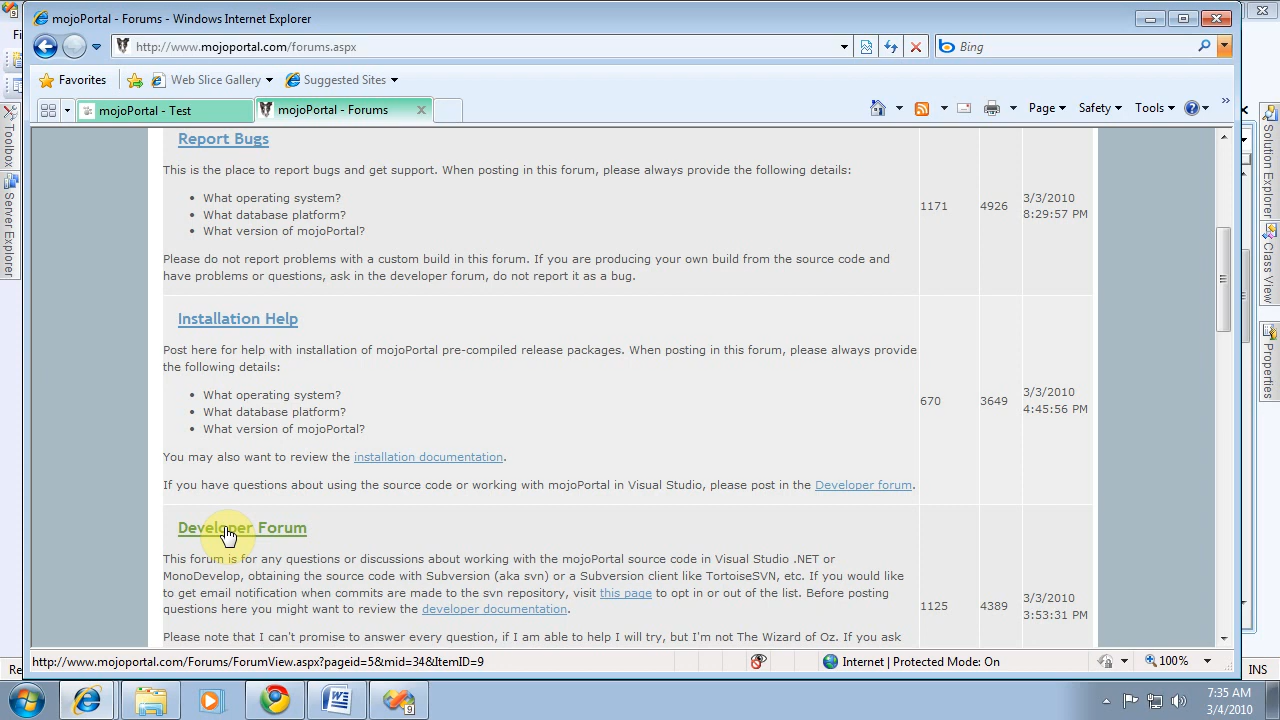 mojoPortal - Forums - Windows Internet Explorer
http://www.mojoportal.com/forums.aspx
Bing
Favorites
Web Slice Gallery
Suggested Sites
mojoPortal - Test
mojoPortal - Forums
Page
Safety
Tools
Toolbox
Server Explorer
Solution Explorer
Class View
Properties
Report Bugs
This is the place to report bugs and get support. When posting in this forum, please always provide the following details:
• What operating system?
• What database platform?
• What version of mojoPortal?
1171
4926
3/3/2010
8:29:57 PM
Please do not report problems with a custom build in this forum. If you are producing your own build from the source code and
have problems or questions, ask in the developer forum, do not report it as a bug.
Installation Help
Post here for help with installation of mojoPortal pre-compiled release packages. When posting in this forum, please always provide
the following details:
• What operating system?
• What database platform?
• What version of mojoPortal?
670
3649
3/3/2010
4:45:56 PM
You may also want to review the installation documentation.
If you have questions about using the source code or working with mojoPortal in Visual Studio, please post in the Developer forum.
Developer Forum
This forum is for any questions or discussions about working with the mojoPortal source code in Visual Studio .NET or
MonoDevelop, obtaining the source code with Subversion (aka svn) or a Subversion client like TortoiseSVN, etc. If you would like
to get email notification when commits are made to the svn repository, visit this page to opt in or out of the list. Before posting
questions here you might want to review the developer documentation.
1125
4389
3/3/2010
3:53:31 PM
Please note that I can't promise to answer every question, if I am able to help I will try, but I'm not The Wizard of Oz. If you ask
http://www.mojoportal.com/Forums/ForumView.aspx?pageid=5&mid=34&ItemID=9
Internet | Protected Mode: On
100%
Re
INS
7:35 AM
3/4/2010